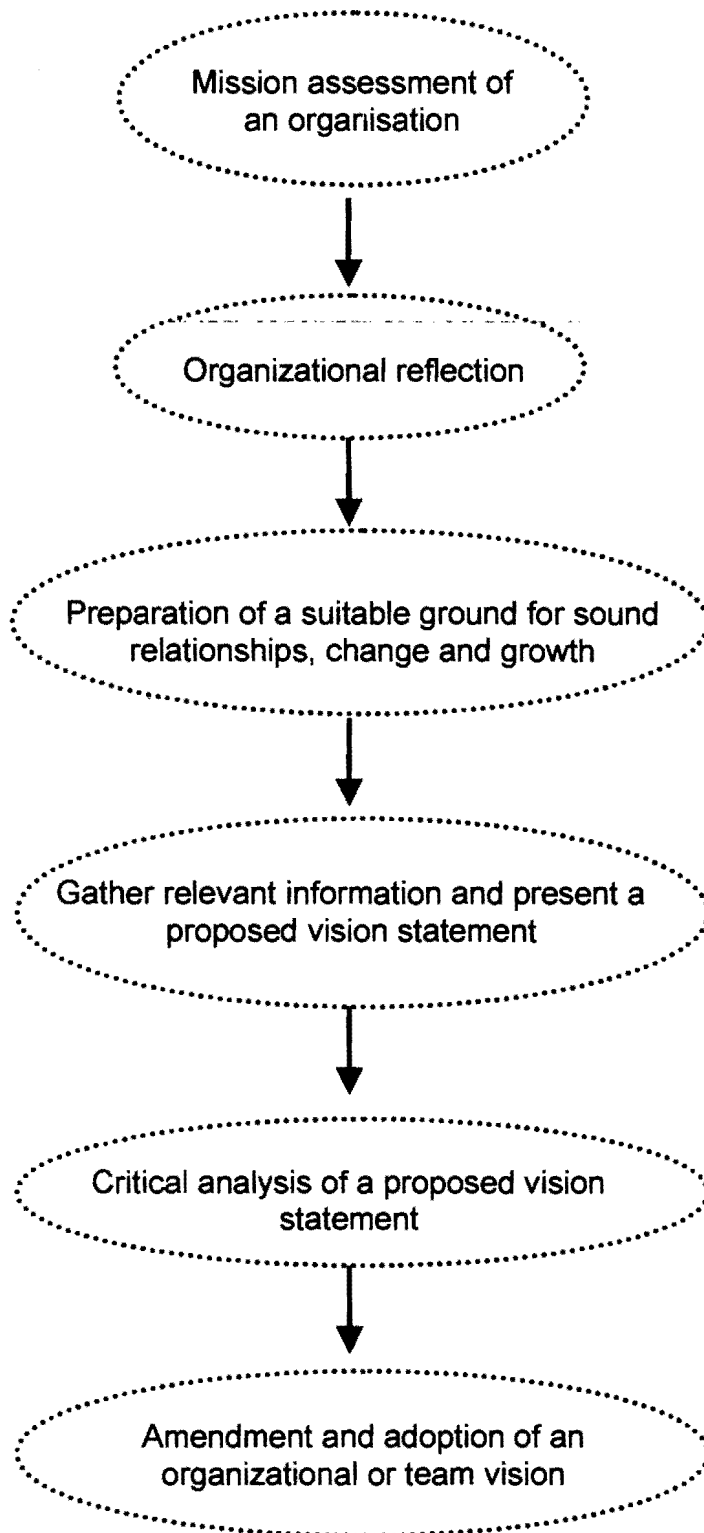 Mission assessment of
an organisation
Organizational reflection
Preparation of a suitable ground for sound
relationships, change and growth
Gather relevant information and present a
proposed vision statement
Critical analysis of a proposed vision
statement
Amendment and adoption of an
organizational or team vision